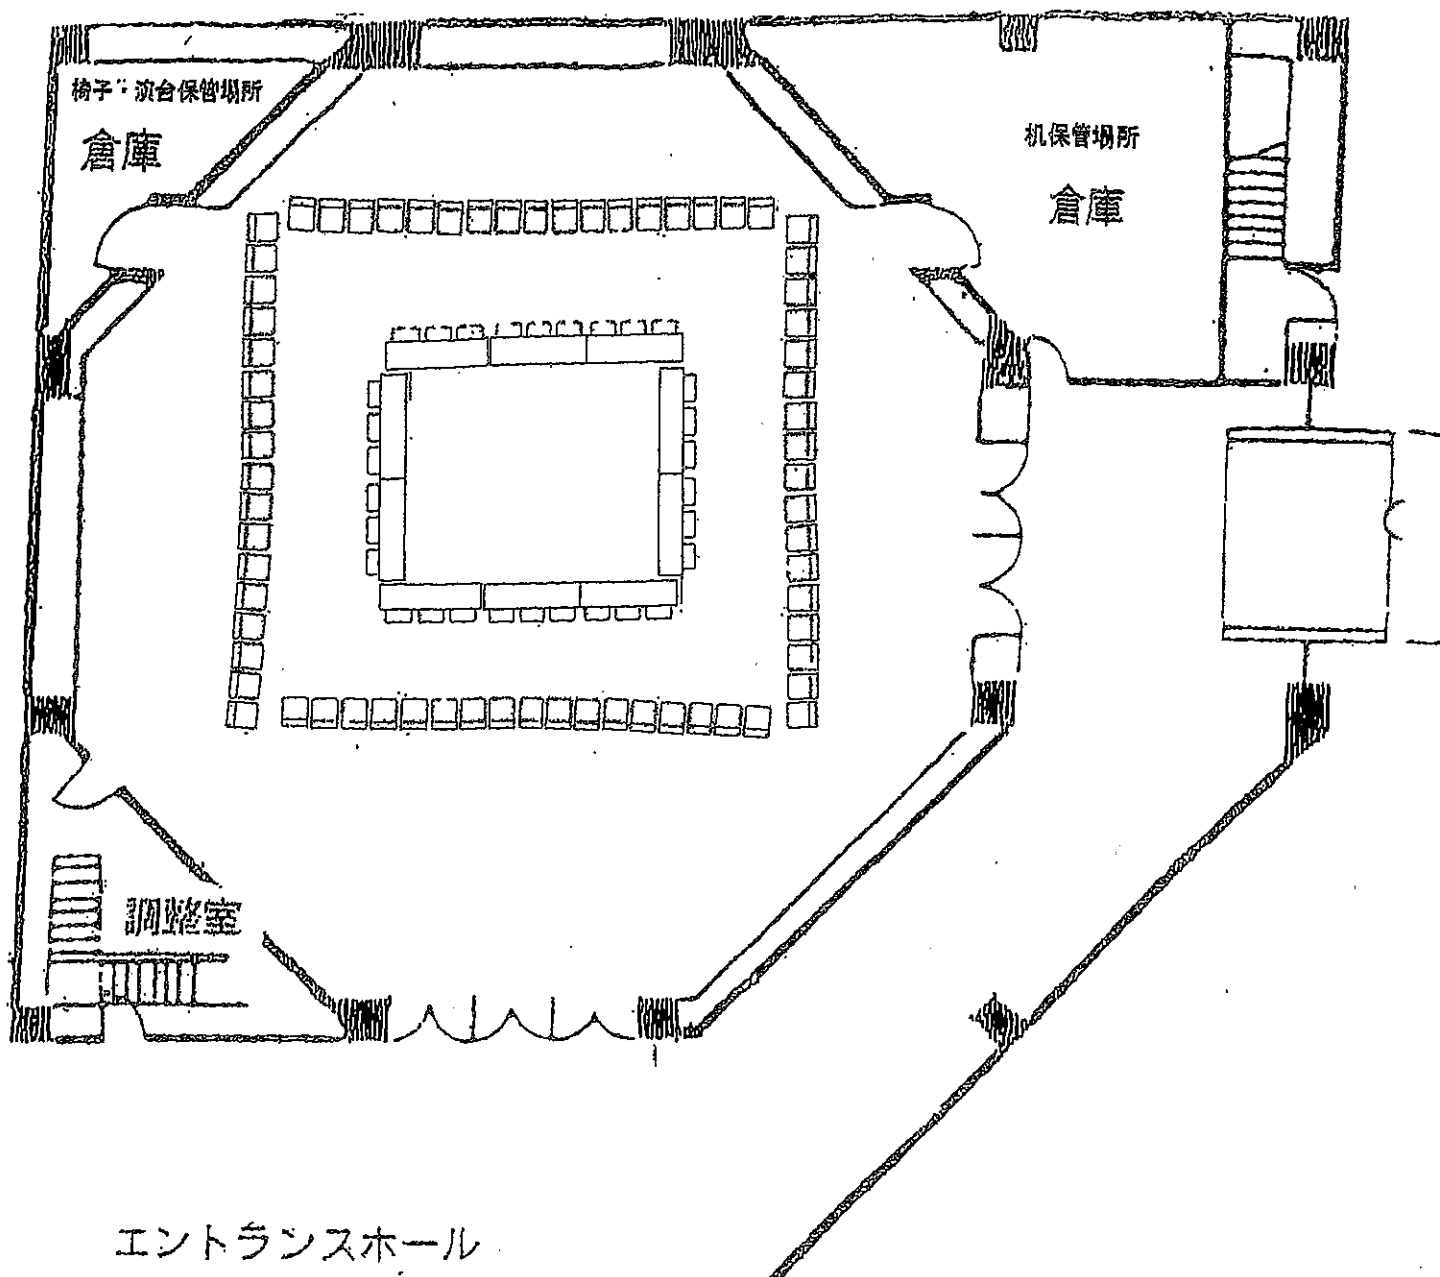 椅子・演台保管場所
倉庫
机保管場所
倉庫
調整室
エントランスホール